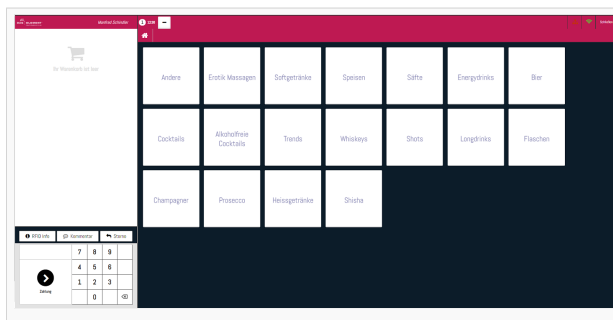 Manfred Schindler
Ihr Warenkorb ist leer
Andere
Erotik Massagen
Softgetränke
Speisen
Säfte
Energydrinks
Bier
Cocktails
Alkoholfreie
Cocktails
Trends
Whiskeys
Shots
Longdrinks
Flaschen
Champagner
Prosecco
Heissgetränke
Shisha
RFID Info
Kommentar
Storno
7 8 9
4 5 6
1 2 3
0
Zahlung